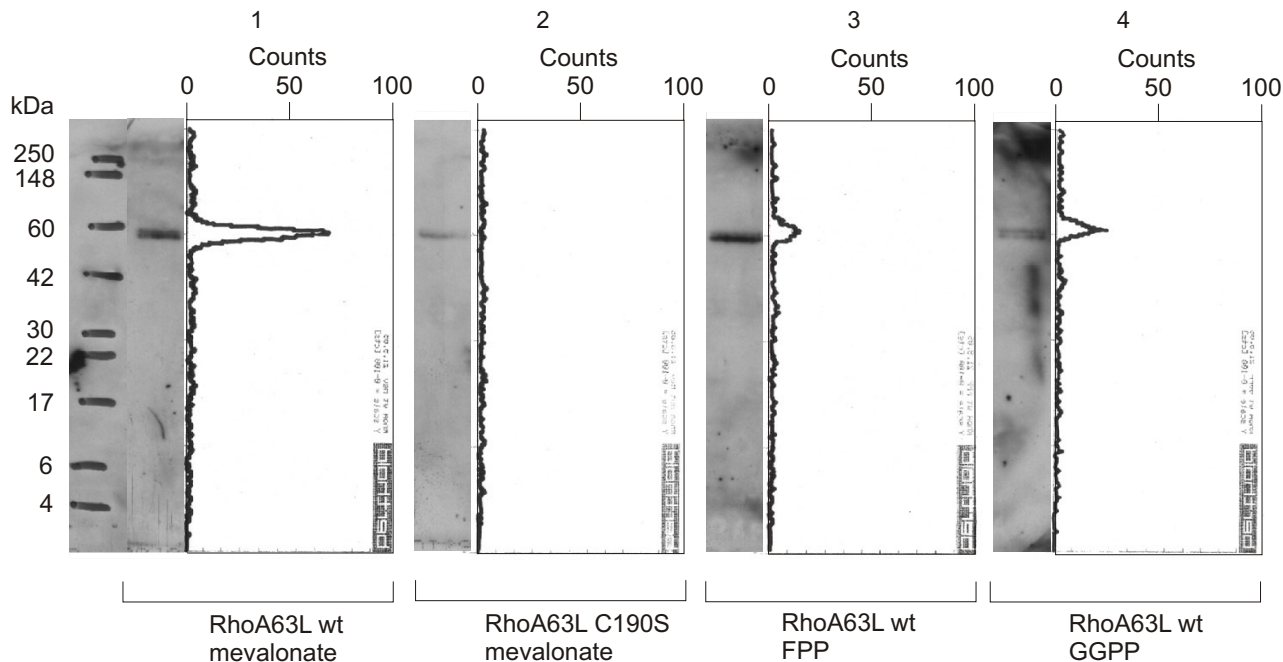 1
2
3
4
Counts
Counts
Counts
Counts
0 50 100
0 50 100
0 50 100
0 50 100
kDa
250
148
60
42
30
22
17
6
4
RhoA63L wt
mevalonate
RhoA63L C190S
mevalonate
RhoA63L wt
FPP
RhoA63L wt
GGPP